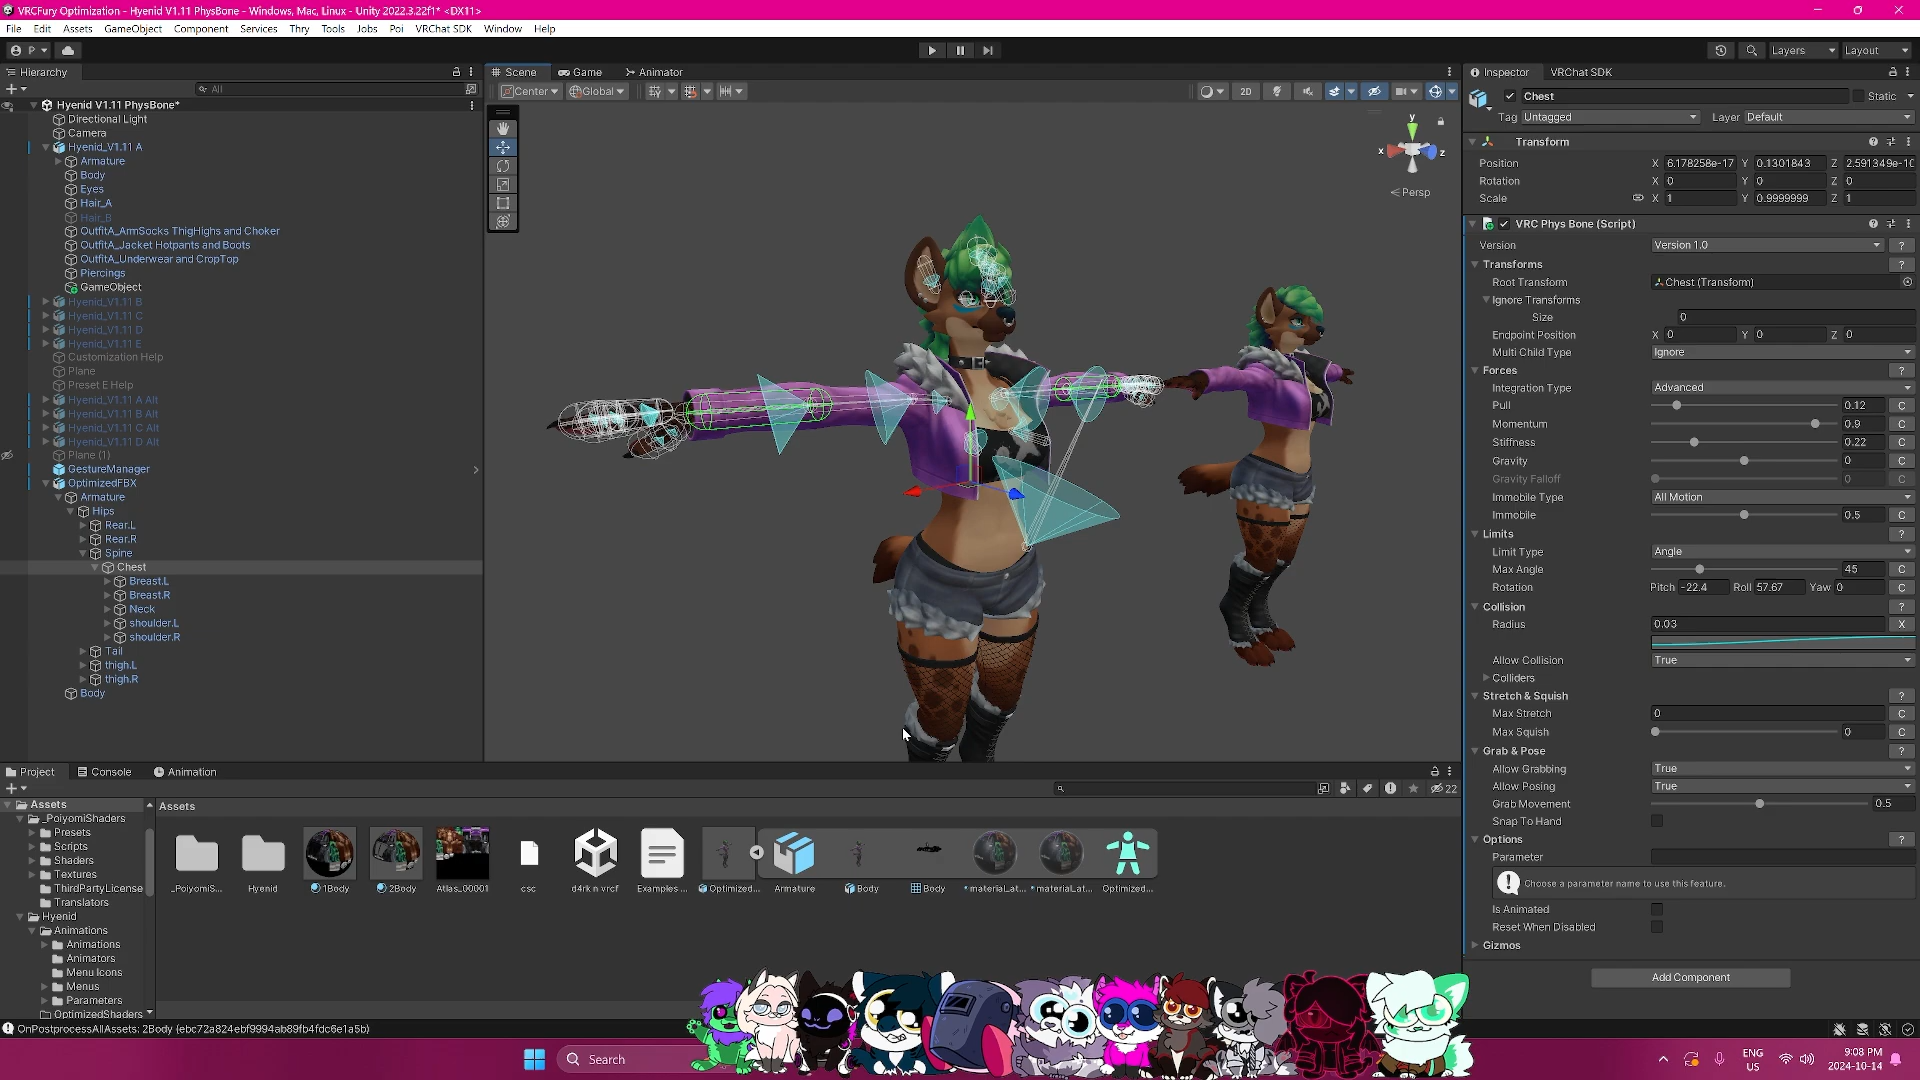 VRCFury Optimization - Hyenid V1.11 PhysBone - Windows, Mac, Linux - Unity 2022.3.22f1* <DX11>
File Edit Assets GameObject Component Services Thry Tools Jobs Poi VRChat SDK Window Help
P Layers Layout
Hierarchy
All
Hyenid V1.11 PhysBone*
Directional Light
Camera
Hyenid_V1.11 A
Armature
Body
Eyes
Hair_A
Hair_B
OutfitA_ArmSocks ThigHighs and Choker
OutfitA_Jacket Hotpants and Boots
OutfitA_Underwear and CropTop
Piercings
GameObject
Hyenid_V1.11 B
Hyenid_V1.11 C
Hyenid_V1.11 D
Hyenid_V1.11 E
Customization Help
Plane
Preset E Help
Hyenid_V1.11 A Alt
Hyenid_V1.11 B Alt
Hyenid_V1.11 C Alt
Hyenid_V1.11 D Alt
Plane (1)
GestureManager
OptimizedFBX
Armature
Hips
Rear.L
Rear.R
Spine
Chest
Breast.L
Breast.R
Neck
shoulder.L
shoulder.R
Tail
thigh.L
thigh.R
Body
Scene Game Animator
Center Global 2D
y
x z
Persp
Inspector VRChat SDK
Chest Static
Tag Untagged Layer Default
Transform
Position X 6.178258e-17 Y 0.1301843 Z 2.591349e-10
Rotation X 0 Y 0 Z 0
Scale X 1 Y 0.9999999 Z 1
VRC Phys Bone (Script)
Version Version 1.0 ?
Transforms ?
Root Transform Chest (Transform)
Ignore Transforms
Size 0
Endpoint Position X 0 Y 0 Z 0
Multi Child Type Ignore
Forces ?
Integration Type Advanced
Pull 0.12 C
Momentum 0.9 C
Stiffness 0.22 C
Gravity 0 C
Gravity Falloff 0 C
Immobile Type All Motion
Immobile 0.5 C
Limits ?
Limit Type Angle
Max Angle 45 C
Rotation Pitch -22.4 Roll 57.67 Yaw 0 C
Collision ?
Radius 0.03 X
Allow Collision True
Colliders
Stretch & Squish ?
Max Stretch 0 C
Max Squish 0 C
Grab & Pose ?
Allow Grabbing True
Allow Posing True
Grab Movement 0.5
Snap To Hand
Options ?
Parameter
Choose a parameter name to use this feature.
Is Animated
Reset When Disabled
Gizmos
Add Component
Project Console Animation
22
Assets
_PoiyomiShaders
Presets
Scripts
Shaders
Textures
ThirdPartyLicense
Translators
Hyenid
Animations
Animations
Animators
Menu Icons
Menus
Parameters
OptimizedShaders
Assets
_PoiyomiS... Hyenid 1Body 2Body Atlas_00001 csc d4rk n vrcf Examples ... Optimized... Armature Body Body materiaLat... materiaLat... Optimized...
OnPostprocessAllAssets: 2Body {ebc72a824ebf9994ab89fb4fdc6e1a5b}
Search
ENG
US
9:08 PM
2024-10-14